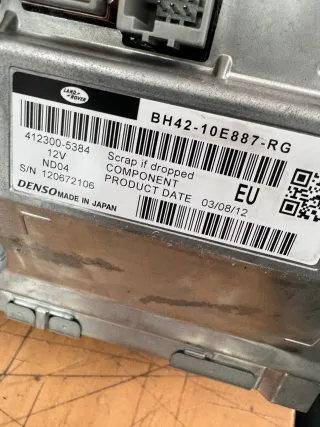 LAND ROVER
BH42-10E887-RG
412300-5384
12V
ND04
S/N 120672106
DENSO MADE IN JAPAN
Scrap if dropped
COMPONENT
PRODUCT DATE 03/08/12
EU